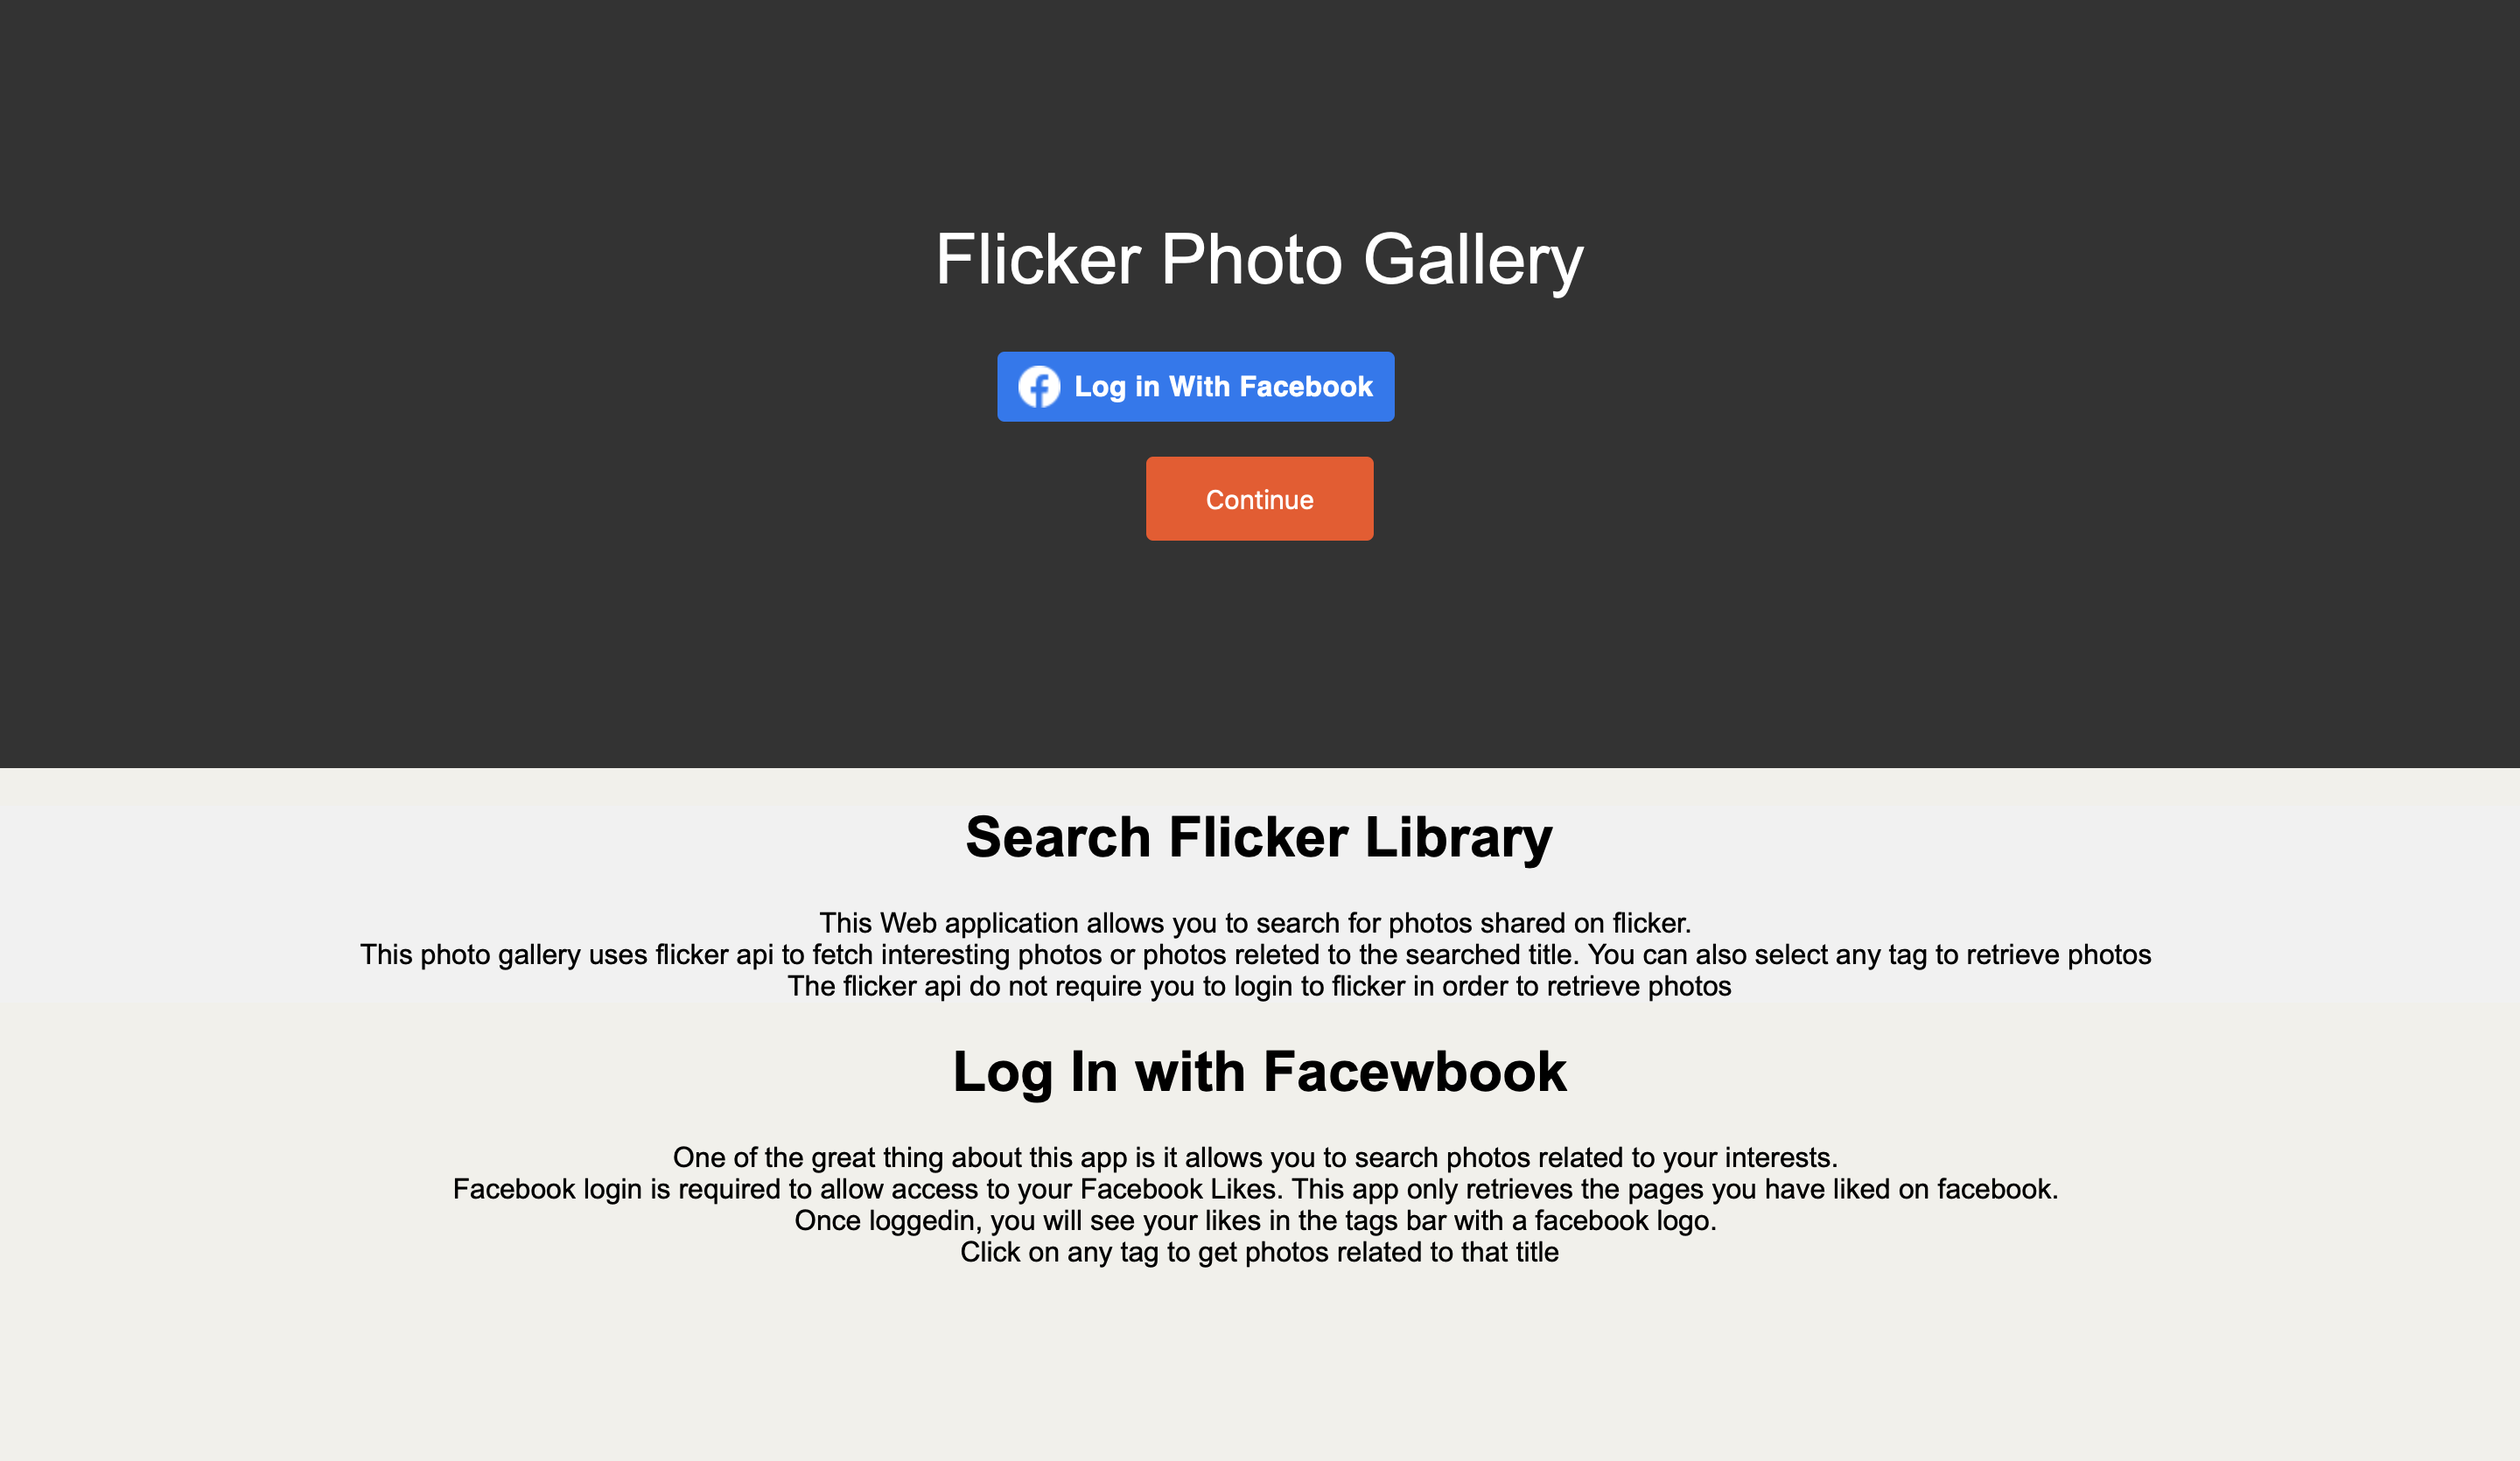 Flicker Photo Gallery
Log in With Facebook
Continue
Search Flicker Library
This Web application allows you to search for photos shared on flicker.
This photo gallery uses flicker api to fetch interesting photos or photos releted to the searched title. You can also select any tag to retrieve photos
The flicker api do not require you to login to flicker in order to retrieve photos
Log In with Facewbook
One of the great thing about this app is it allows you to search photos related to your interests.
Facebook login is required to allow access to your Facebook Likes. This app only retrieves the pages you have liked on facebook.
Once loggedin, you will see your likes in the tags bar with a facebook logo.
Click on any tag to get photos related to that title